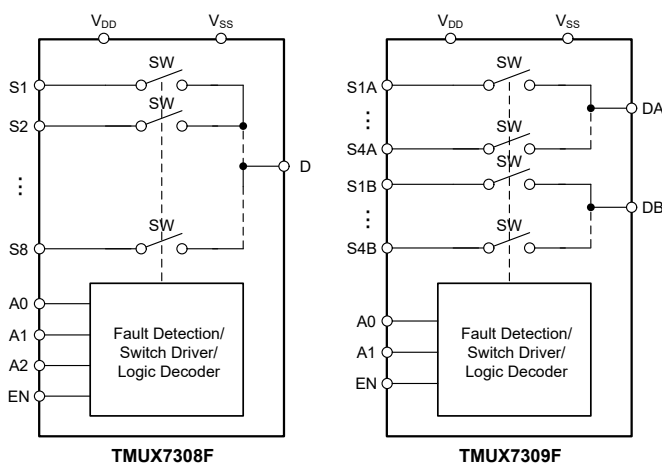 VDD
VSS
SW
S1
SW
S2
D
⋮
SW
S8
A0
A1
A2
EN
Fault Detection/
Switch Driver/
Logic Decoder
TMUX7308F
VDD
VSS
SW
S1A
DA
⋮
SW
S4A
SW
S1B
DB
⋮
SW
S4B
A0
A1
EN
Fault Detection/
Switch Driver/
Logic Decoder
TMUX7309F